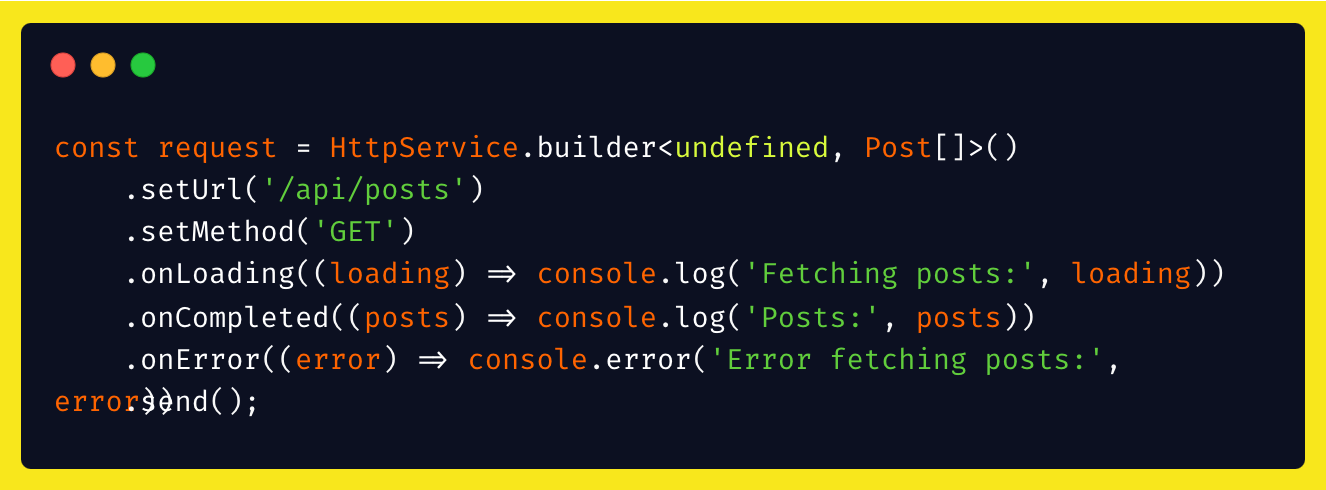 const request = HttpService.builder<undefined, Post[]>()
    .setUrl('/api/posts')
    .setMethod('GET')
    .onLoading((loading) => console.log('Fetching posts:', loading))
    .onCompleted((posts) => console.log('Posts:', posts))
    .onError((error) => console.error('Error fetching posts:',
error))
    .send();